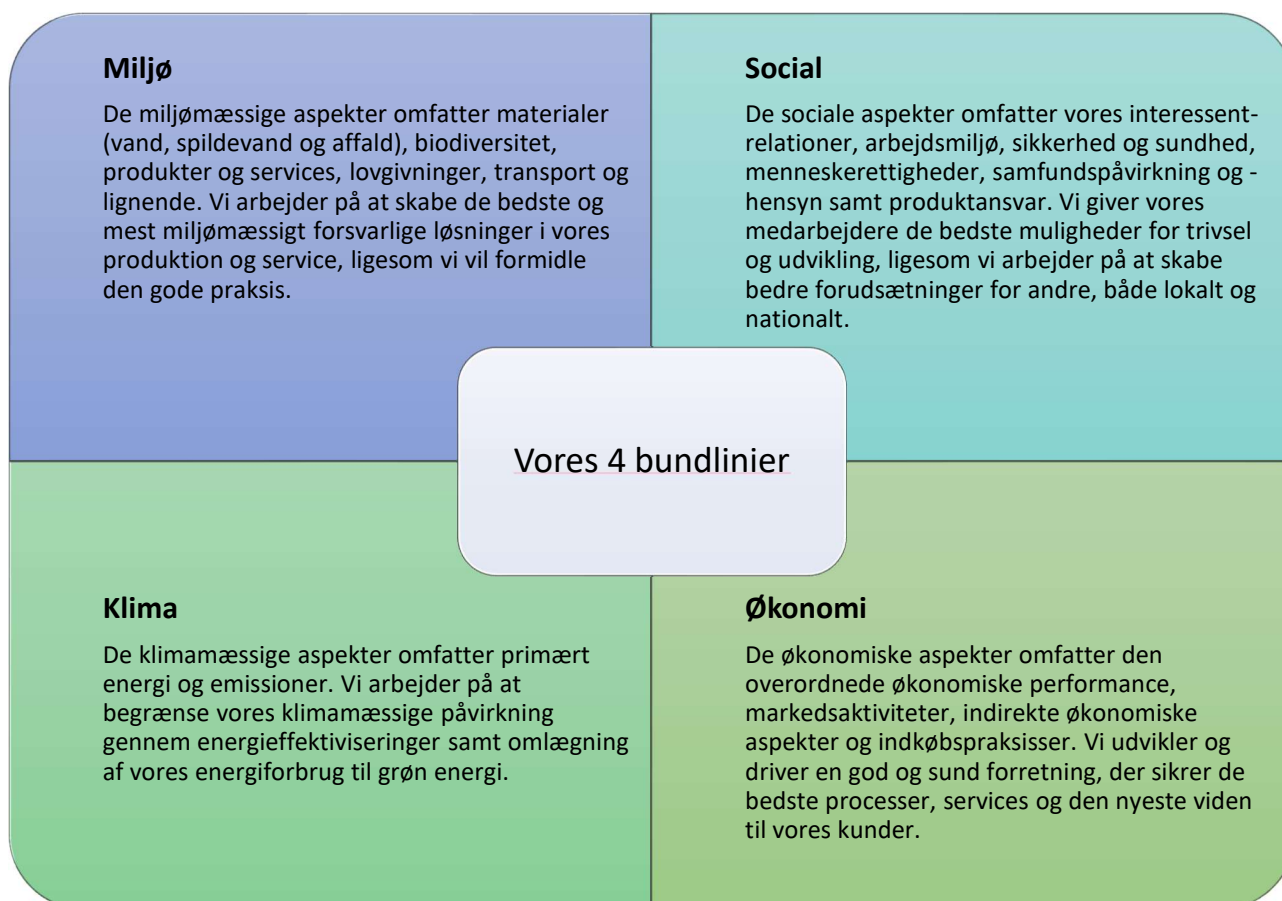 Miljø
De miljømæssige aspekter omfatter materialer
(vand, spildevand og affald), biodiversitet,
produkter og services, lovgivninger, transport og
lignende. Vi arbejder på at skabe de bedste og
mest miljømæssigt forsvarlige løsninger i vores
produktion og service, ligesom vi vil formidle
den gode praksis.
Social
De sociale aspekter omfatter vores interessent-
relationer, arbejdsmiljø, sikkerhed og sundhed,
menneskerettigheder, samfundspåvirkning og -
hensyn samt produktansvar. Vi giver vores
medarbejdere de bedste muligheder for trivsel
og udvikling, ligesom vi arbejder på at skabe
bedre forudsætninger for andre, både lokalt og
nationalt.
Vores 4 bundlinier
Klima
De klimamæssige aspekter omfatter primært
energi og emissioner. Vi arbejder på at
begrænse vores klimamæssige påvirkning
gennem energieffektiviseringer samt omlægning
af vores energiforbrug til grøn energi.
Økonomi
De økonomiske aspekter omfatter den
overordnede økonomiske performance,
markedsaktiviteter, indirekte økonomiske
aspekter og indkøbspraksisser. Vi udvikler og
driver en god og sund forretning, der sikrer de
bedste processer, services og den nyeste viden
til vores kunder.